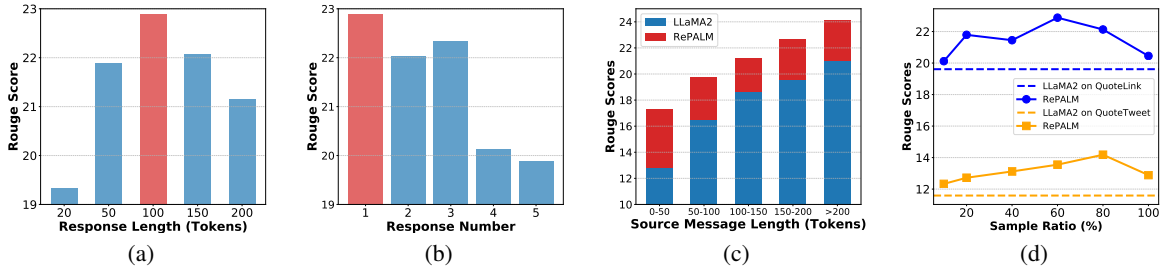 Rouge Score
23
22
21
20
19
20 50 100 150 200
Response Length (Tokens)
(a)
Rouge Score
23
22
21
20
19
1 2 3 4 5
Response Number
(b)
Rouge Scores
24
22
20
18
16
14
12
10
LLaMA2
RePALM
0-50 50-100 100-150 150-200 >200
Source Message Length (Tokens)
(c)
Rouge Scores
22
20
18
16
14
12
LLaMA2 on QuoteLink
RePALM
LLaMA2 on QuoteTweet
RePALM
20 40 60 80 100
Sample Ratio (%)
(d)